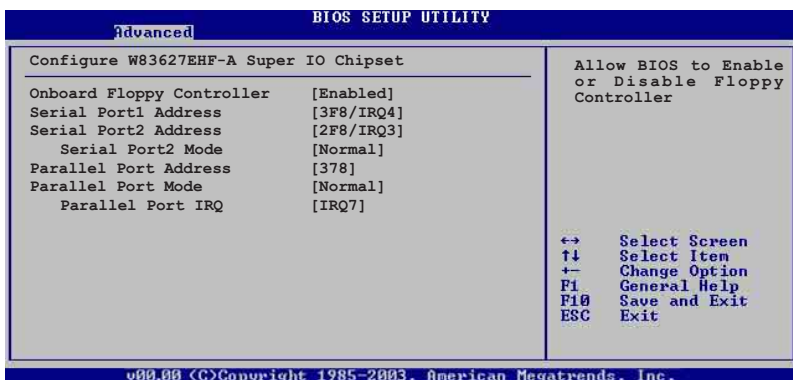 BIOS SETUP UTILITY
Advanced
Configure W83627EHF-A Super IO Chipset
Onboard Floppy Controller [Enabled]
Serial Port1 Address [3F8/IRQ4]
Serial Port2 Address [2F8/IRQ3]
Serial Port2 Mode [Normal]
Parallel Port Address [378]
Parallel Port Mode [Normal]
Parallel Port IRQ [IRQ7]
Allow BIOS to Enable
or Disable Floppy
Controller
↔ Select Screen
↑↓ Select Item
+- Change Option
F1 General Help
F10 Save and Exit
ESC Exit
v00.00 (C)Copyright 1985-2003, American Megatrends, Inc.